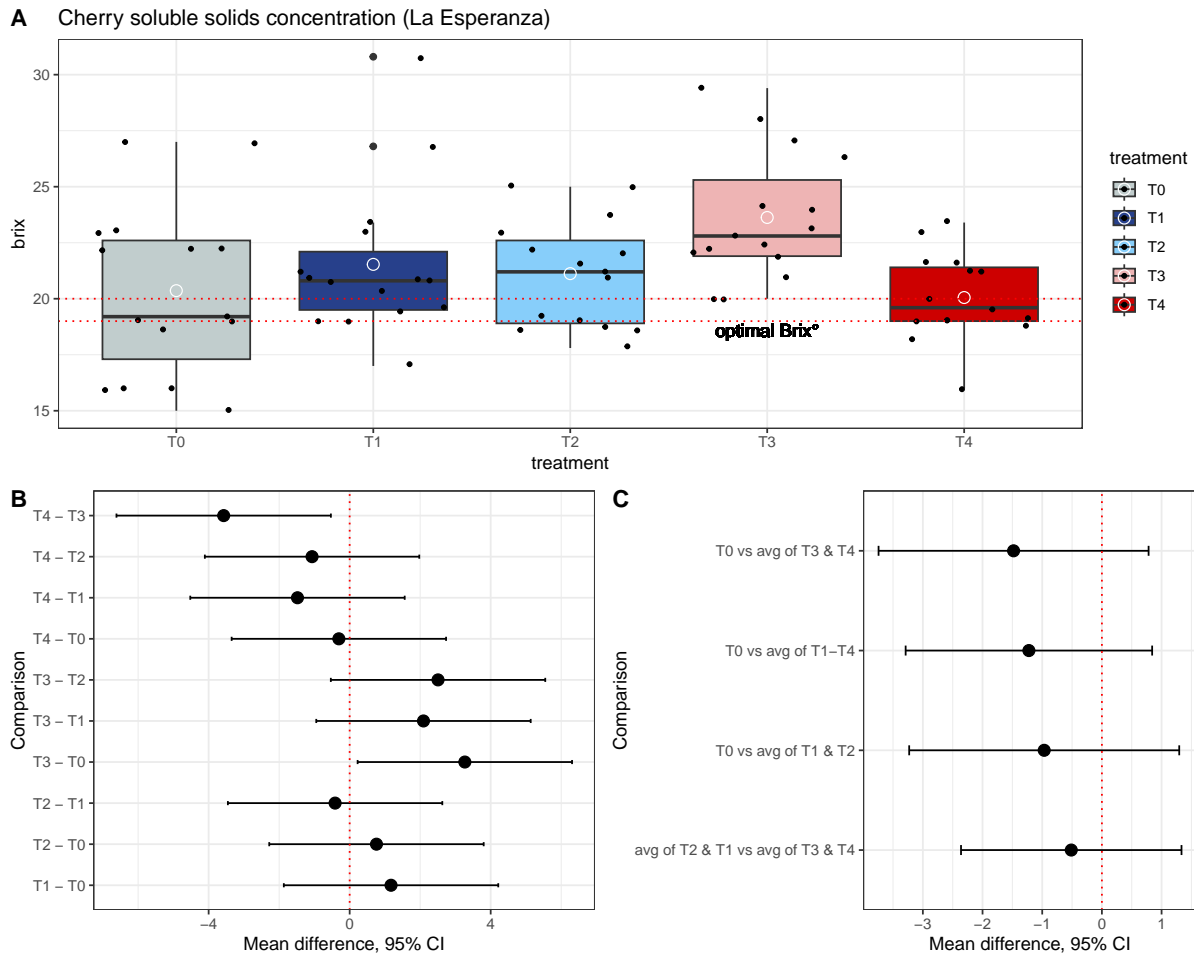 A Cherry soluble solids concentration (La Esperanza)
30
25
20
15
brix
optimal Brix°
T0 T1 T2 T3 T4
treatment
treatment
T0
T1
T2
T3
T4
B
Comparison
T4 − T3
T4 − T2
T4 − T1
T4 − T0
T3 − T2
T3 − T1
T3 − T0
T2 − T1
T2 − T0
T1 − T0
−4 0 4
Mean difference, 95% CI
C
Comparison
T0 vs avg of T3 & T4
T0 vs avg of T1−T4
T0 vs avg of T1 & T2
avg of T2 & T1 vs avg of T3 & T4
−3 −2 −1 0 1
Mean difference, 95% CI